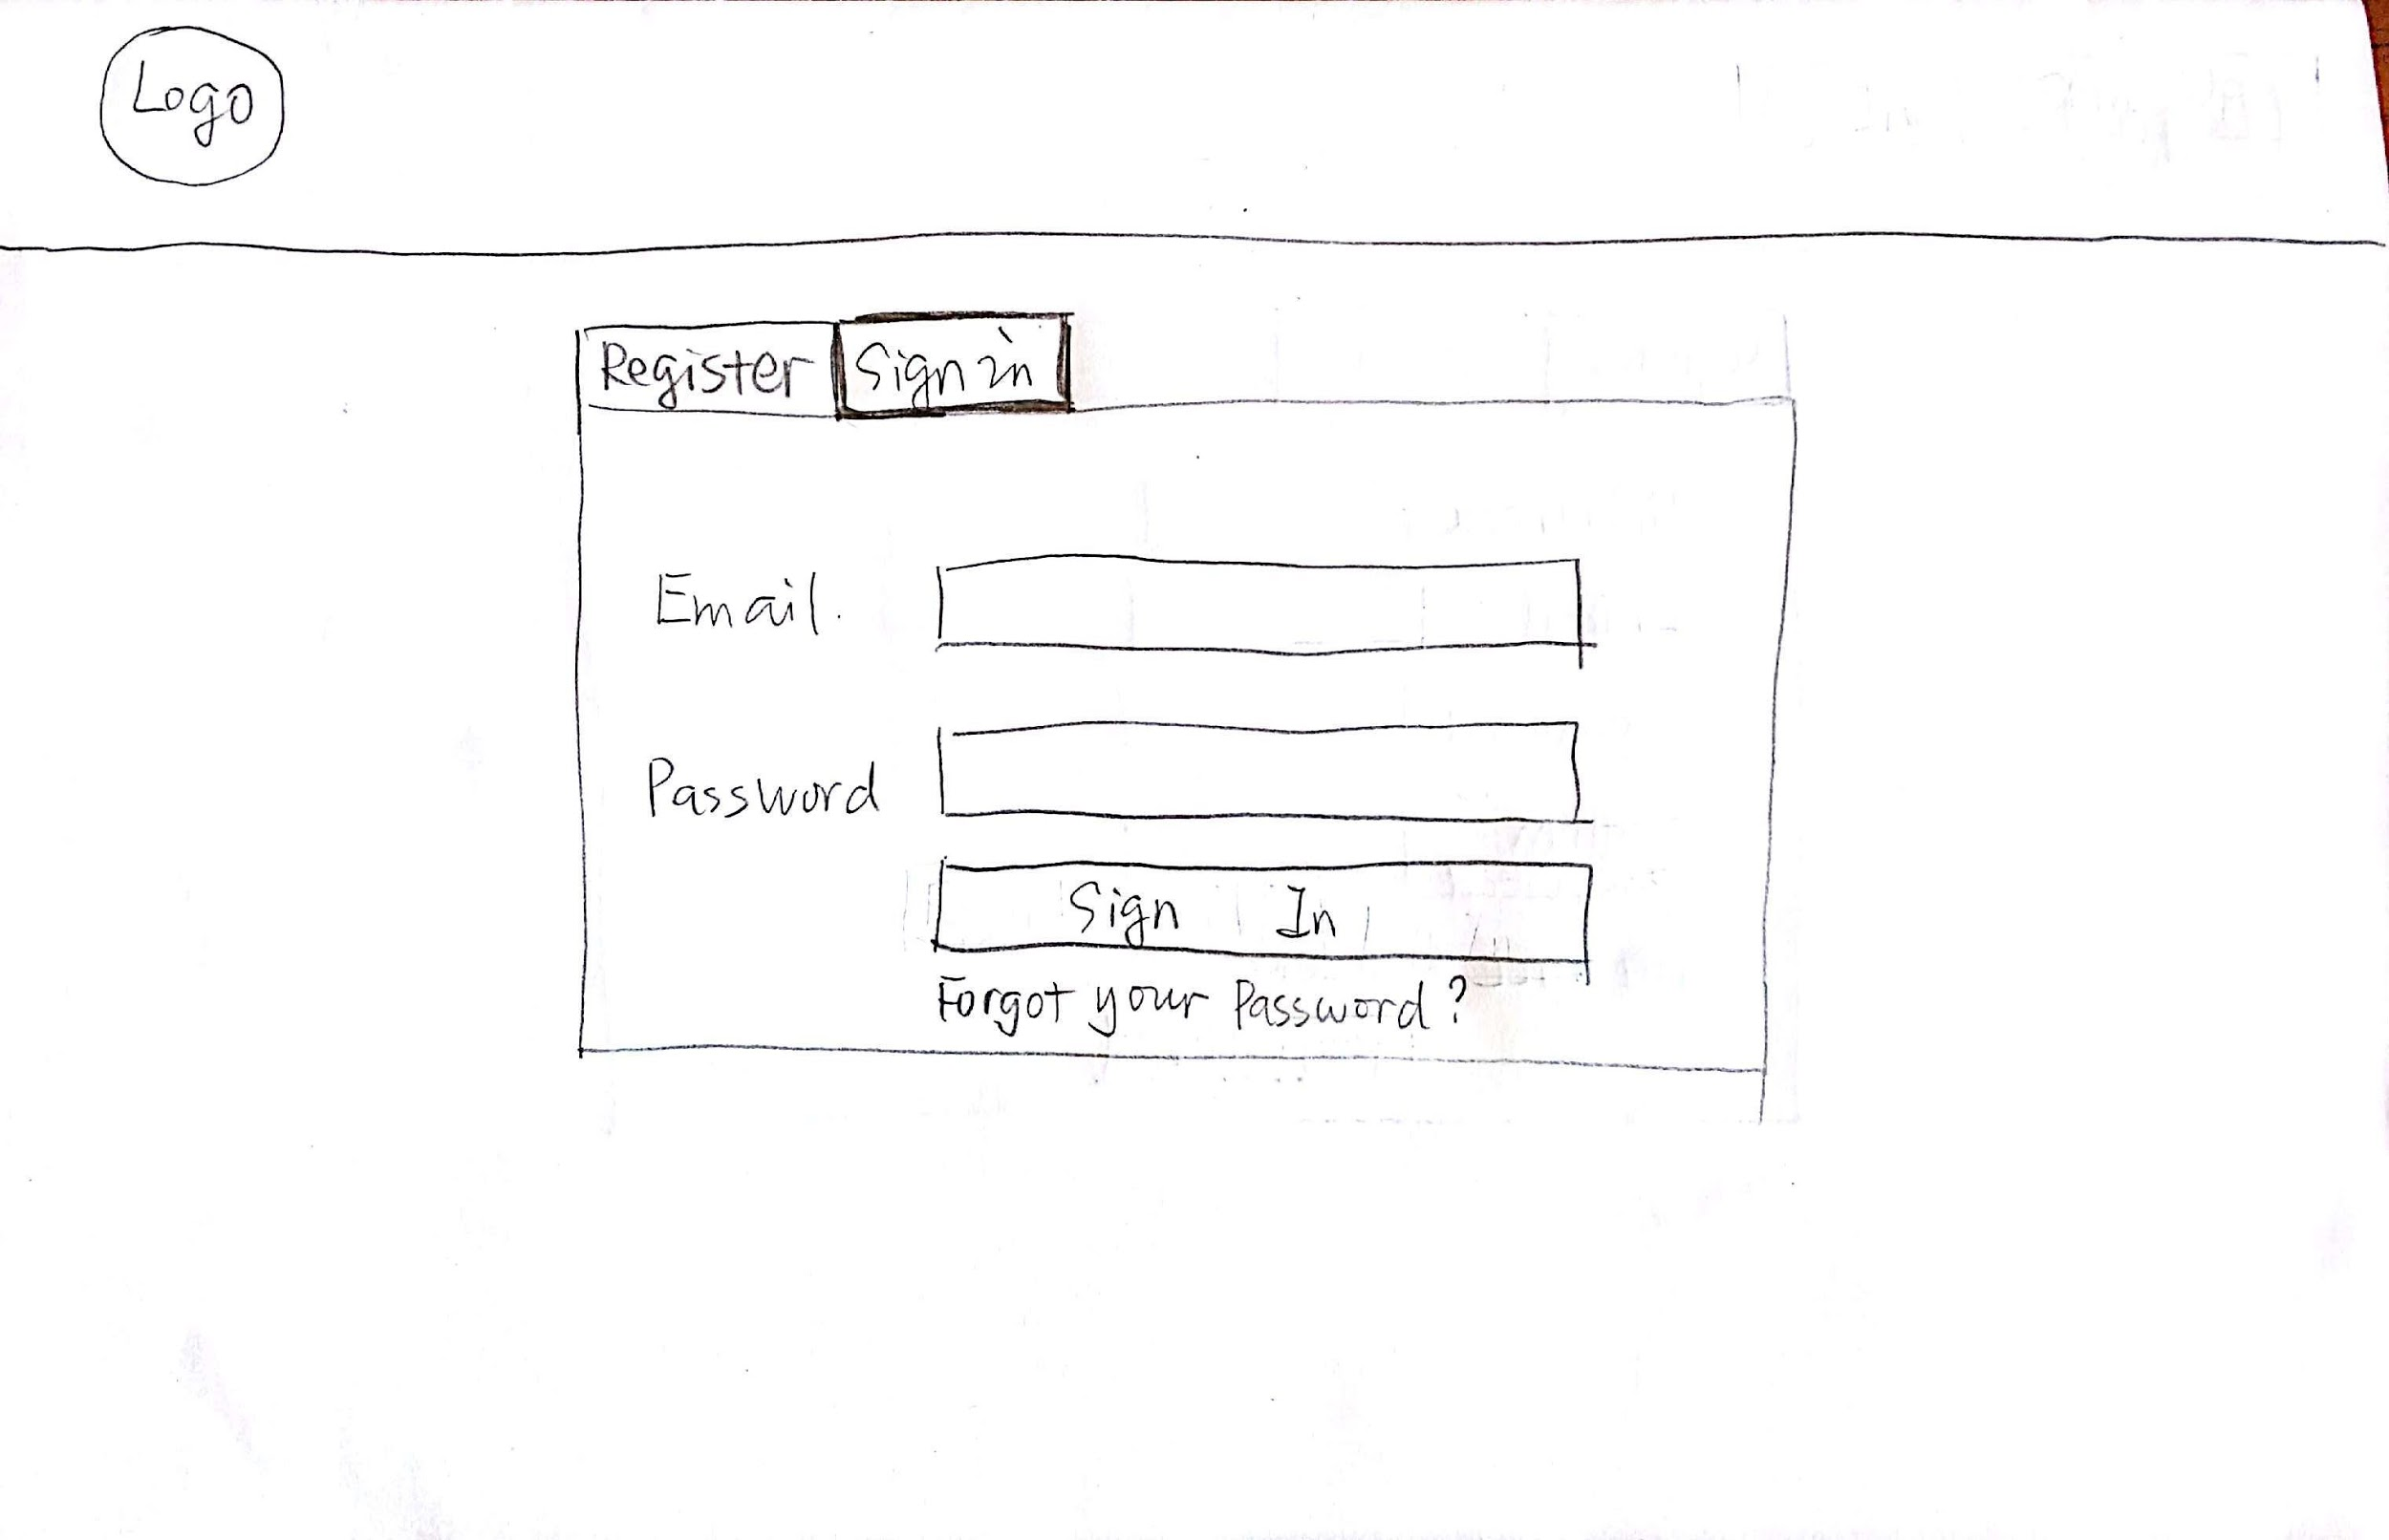 Logo
Register Sign in
Email.
Password
Sign In
Forgot your Password?